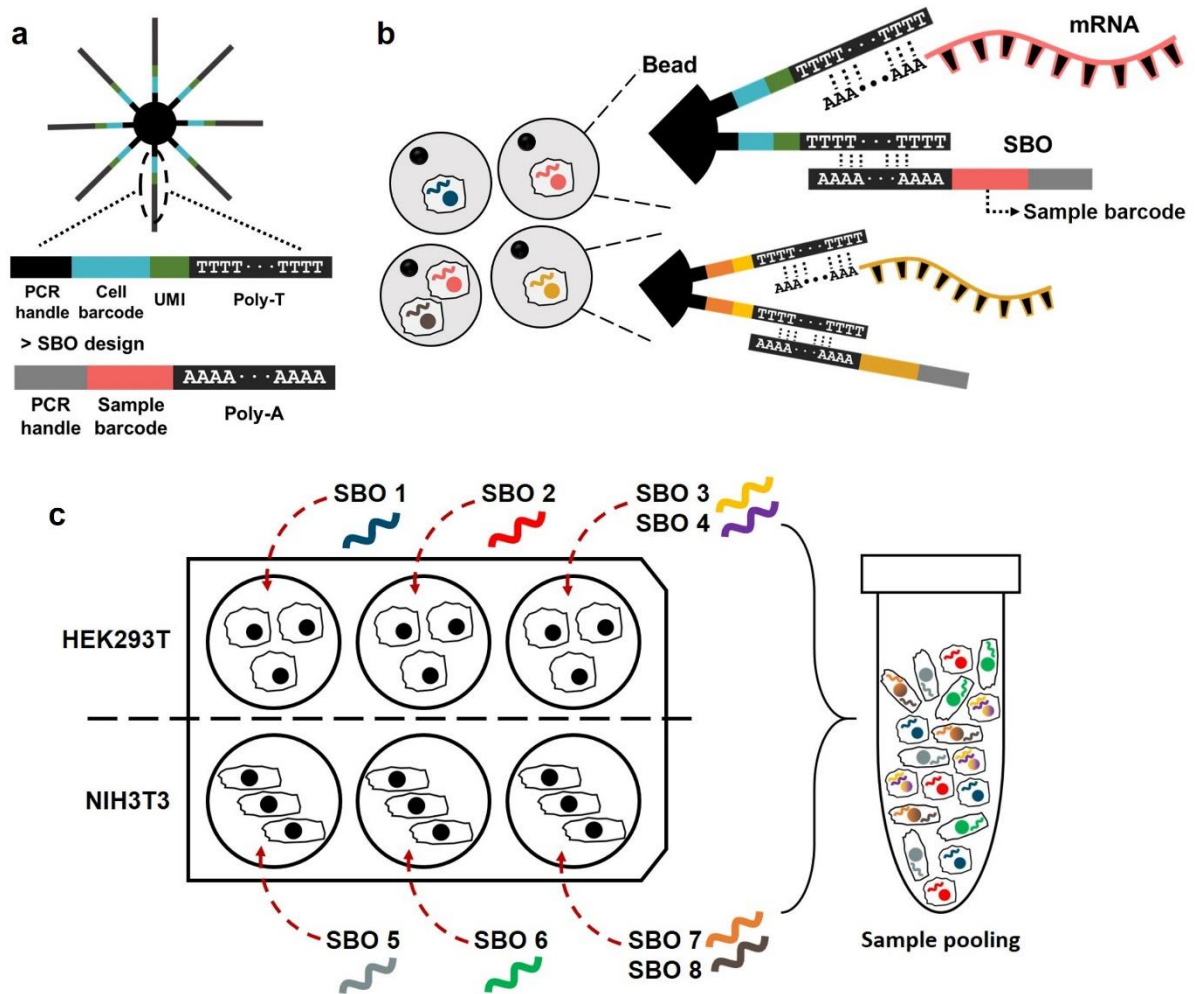 a
TTTT···TTTT
PCR handle
Cell barcode
UMI
Poly-T
> SBO design
AAAA···AAAA
PCR handle
Sample barcode
Poly-A
b
Bead
TTTT···TTTT
AAA•••AAA
mRNA
TTTT···TTTT
SBO
AAAA···AAAA
Sample barcode
TTTT···TTTT
AAA•••AAA
TTTT···TTTT
AAAA···AAAA
c
SBO 1
SBO 2
SBO 3
SBO 4
HEK293T
NIH3T3
SBO 5
SBO 6
SBO 7
SBO 8
Sample pooling